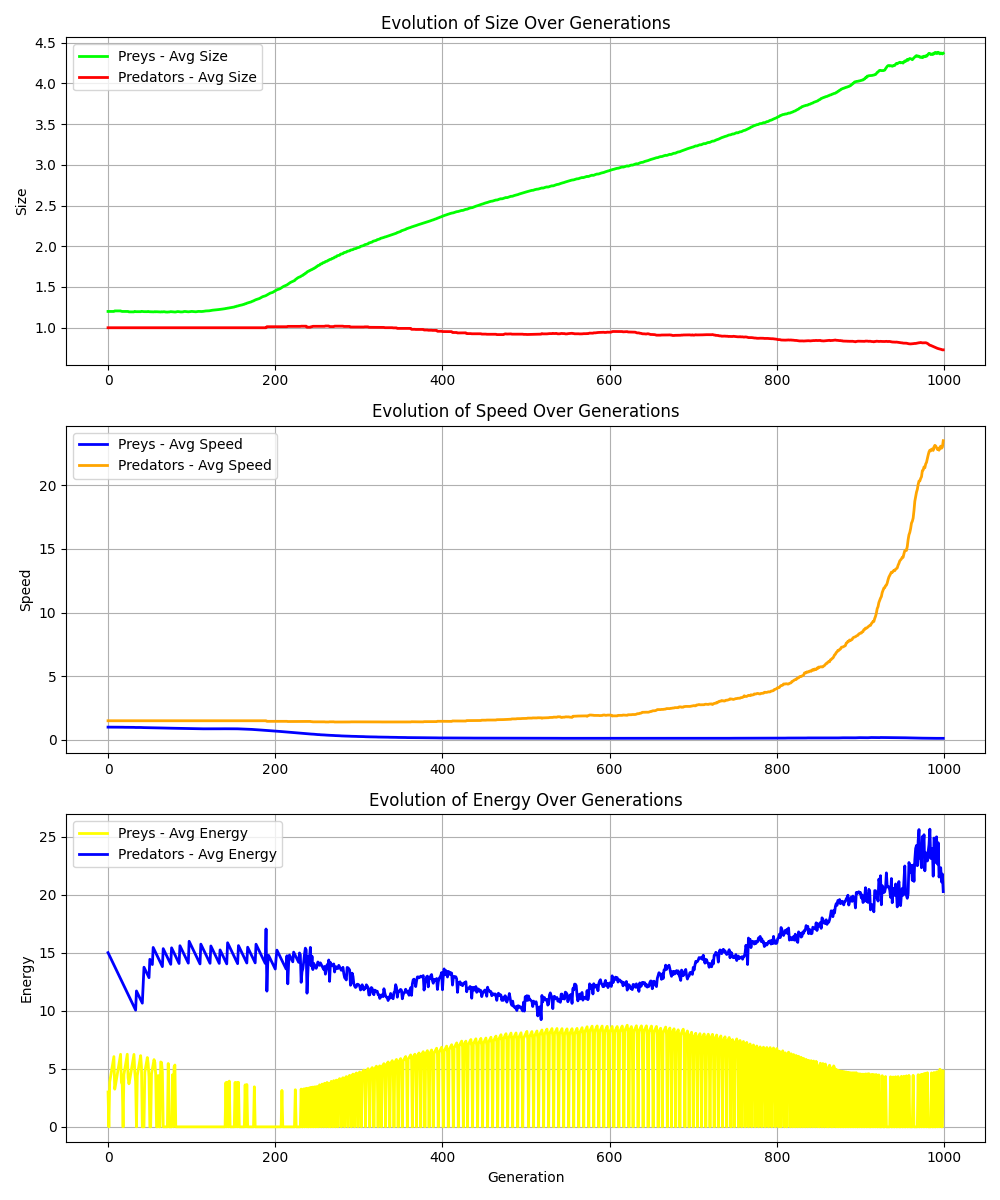 Evolution of Size Over Generations
4.5
4.0
3.5
3.0
2.5
2.0
1.5
1.0
Size
Preys - Avg Size
Predators - Avg Size
0 200 400 600 800 1000
Evolution of Speed Over Generations
20
15
10
5
0
Speed
Preys - Avg Speed
Predators - Avg Speed
0 200 400 600 800 1000
Evolution of Energy Over Generations
25
20
15
10
5
0
Energy
Preys - Avg Energy
Predators - Avg Energy
0 200 400 600 800 1000
Generation